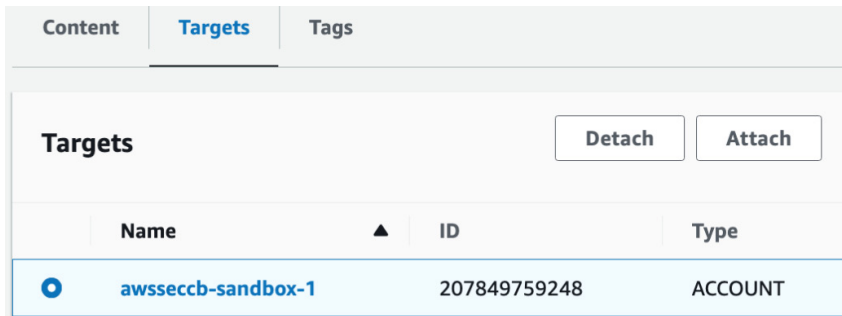 Content Targets Tags
Targets Detach Attach
Name ▲ ID Type
awsseccb-sandbox-1 207849759248 ACCOUNT